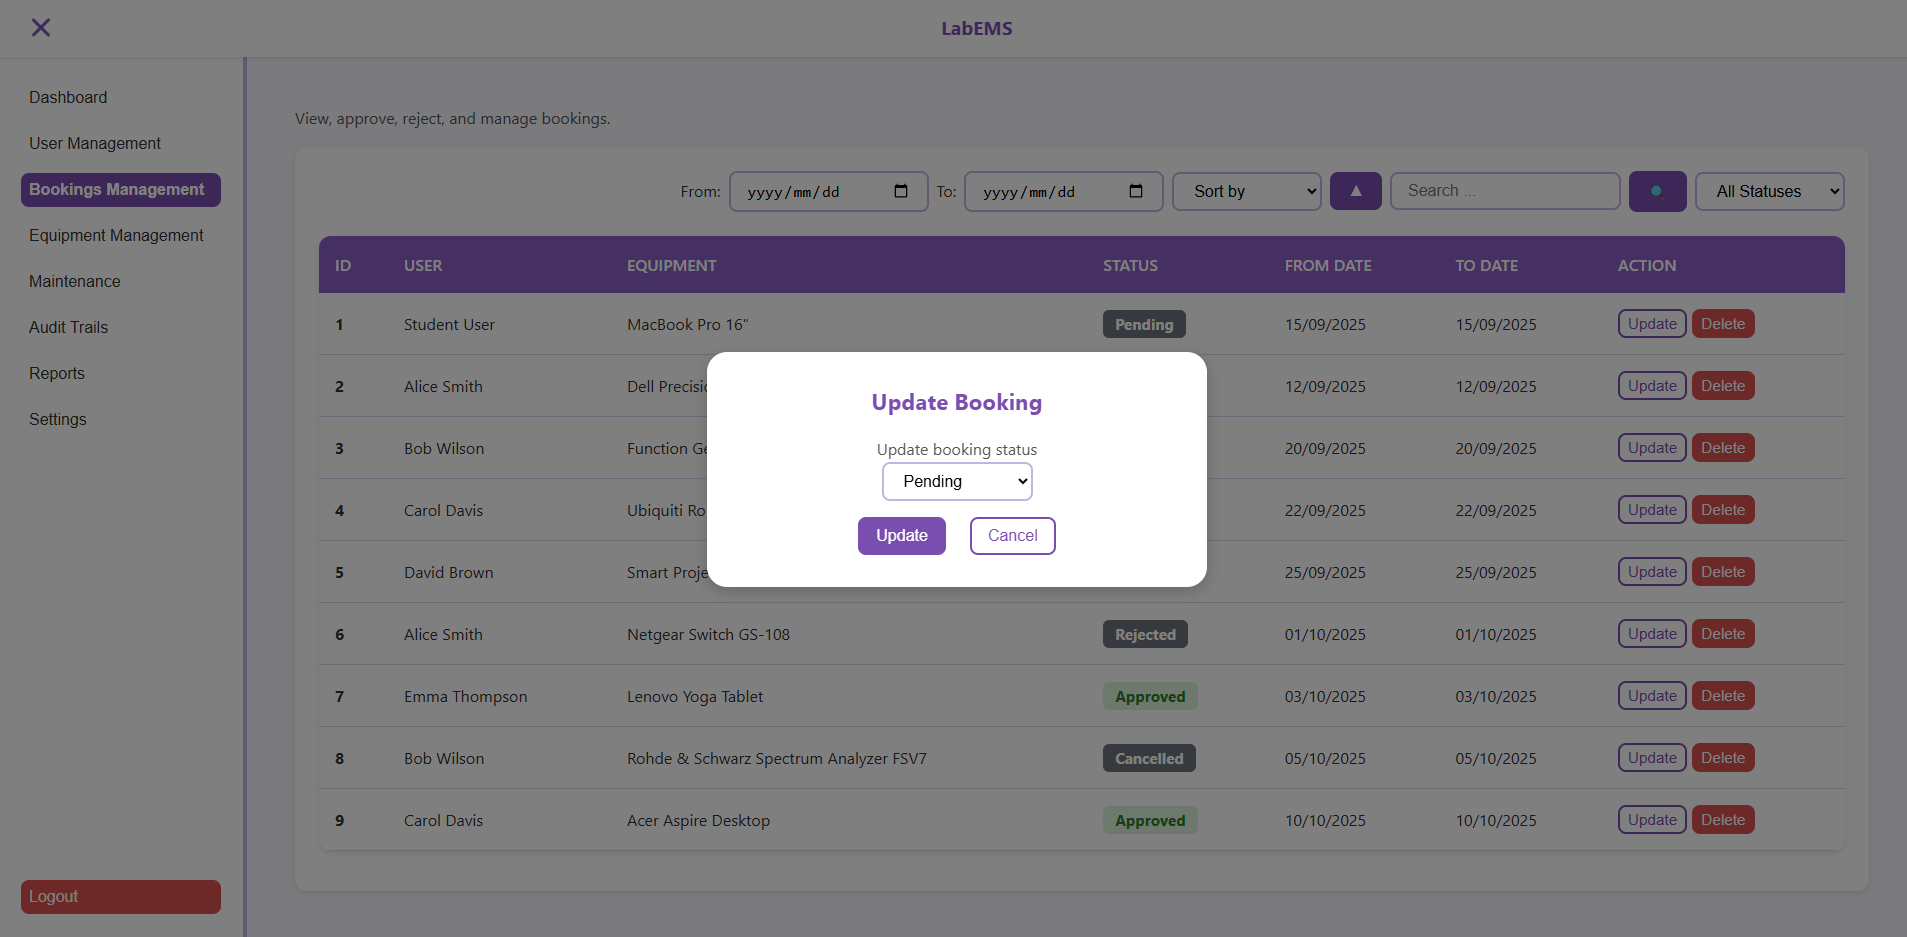 LabEMS
Dashboard
User Management
Bookings Management
Equipment Management
Maintenance
Audit Trails
Reports
Settings
Logout
View, approve, reject, and manage bookings.
From: yyyy/mm/dd To: yyyy/mm/dd Sort by ▲ Search ... All Statuses
ID USER EQUIPMENT STATUS FROM DATE TO DATE ACTION
1 Student User MacBook Pro 16" Pending 15/09/2025 15/09/2025 Update Delete
2 Alice Smith Dell 12/09/2025 12/09/2025 Update Delete
3 Bob Wilson Function 20/09/2025 20/09/2025 Update Delete
4 Carol Davis Ubiquiti 22/09/2025 22/09/2025 Update Delete
5 David Brown Smart 25/09/2025 25/09/2025 Update Delete
6 Alice Smith Netgear Switch GS-108 Rejected 01/10/2025 01/10/2025 Update Delete
7 Emma Thompson Lenovo Yoga Tablet Approved 03/10/2025 03/10/2025 Update Delete
8 Bob Wilson Rohde & Schwarz Spectrum Analyzer FSV7 Cancelled 05/10/2025 05/10/2025 Update Delete
9 Carol Davis Acer Aspire Desktop Approved 10/10/2025 10/10/2025 Update Delete
Update Booking
Update booking status
Pending
Update Cancel